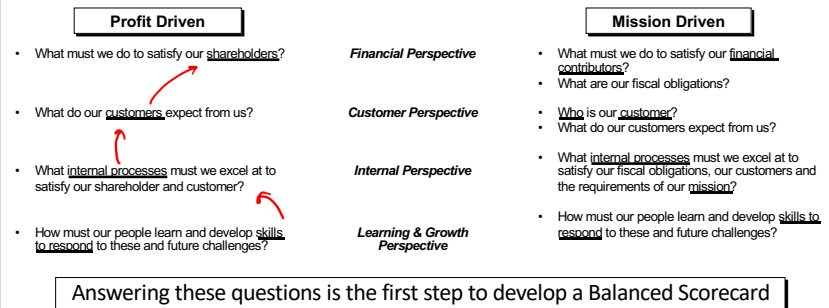 Profit Driven
Mission Driven
• What must we do to satisfy our shareholders?
Financial Perspective
• What must we do to satisfy our financial
contributors?
• What are our fiscal obligations?
• What do our customers expect from us?
Customer Perspective
• Who is our customer?
• What do our customers expect from us?
• What internal processes must we excel at to
satisfy our shareholder and customer?
Internal Perspective
• What internal processes must we excel at to
satisfy our fiscal obligations, our customers and
the requirements of our mission?
• How must our people learn and develop skills
to respond to these and future challenges?
Learning & Growth
Perspective
• How must our people learn and develop skills to
respond to these and future challenges?
Answering these questions is the first step to develop a Balanced Scorecard